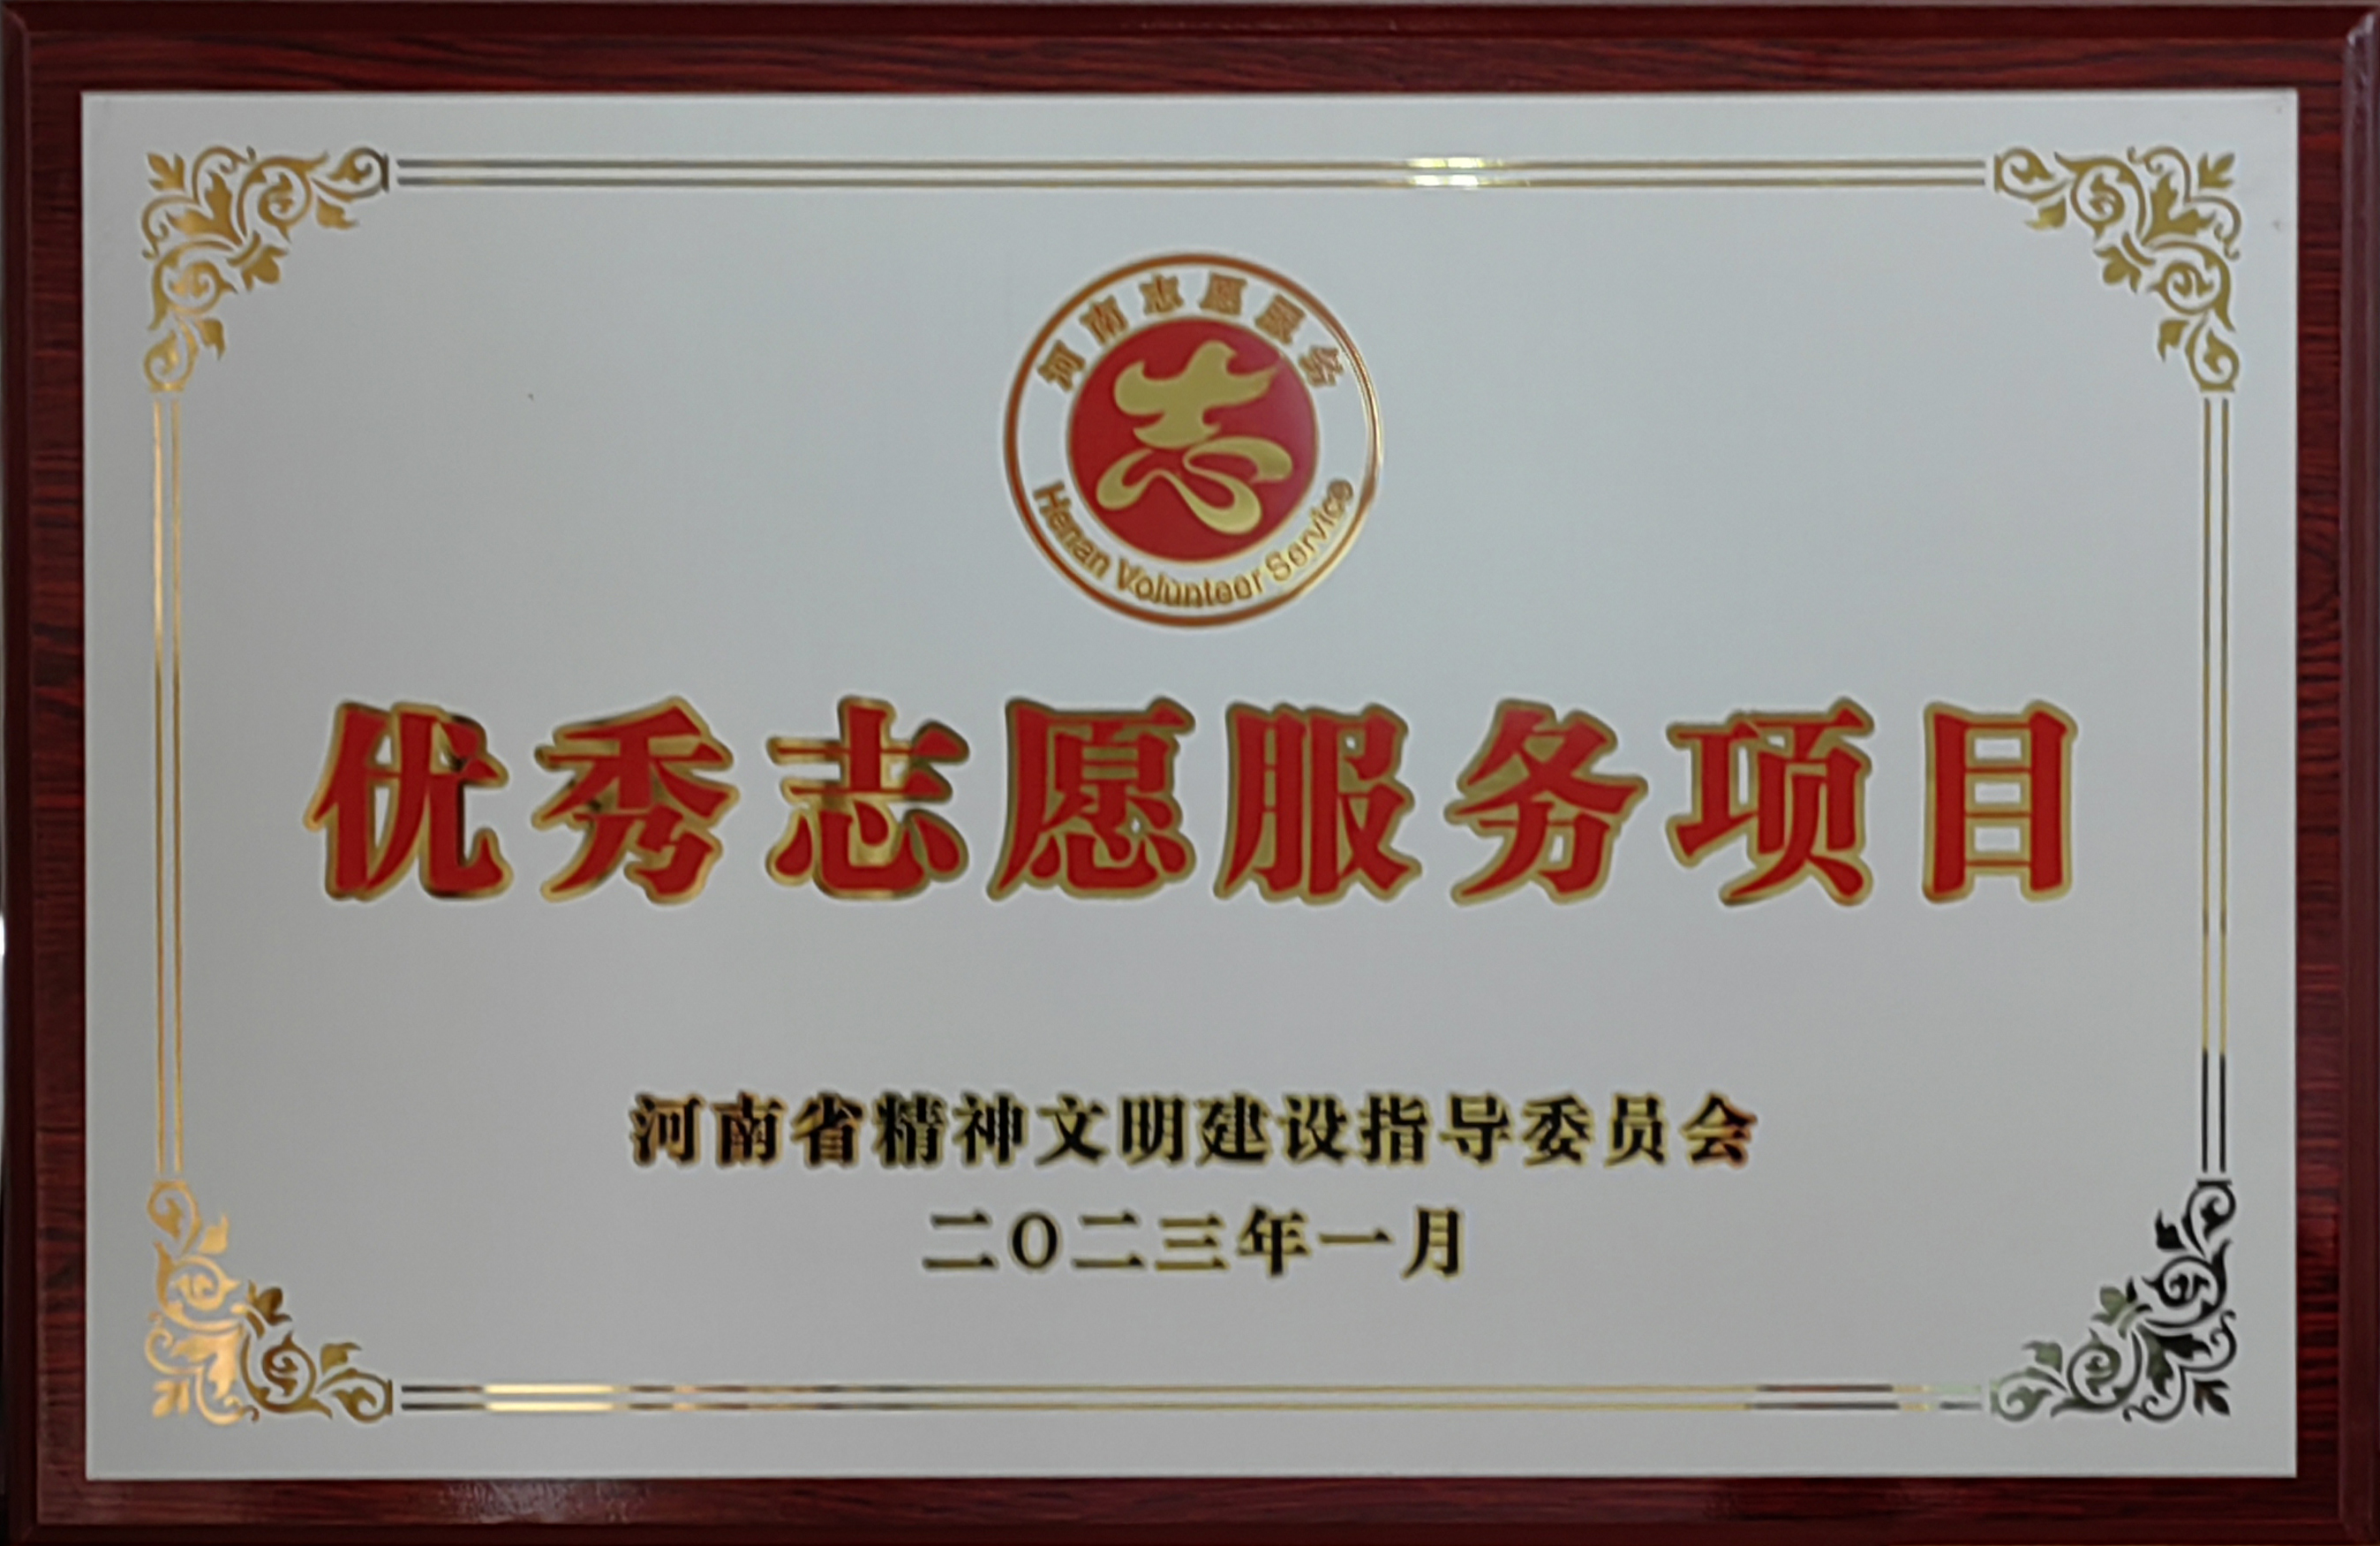 河南志愿服务
志
Henan Volunteer Service
优秀志愿服务项目
河南省精神文明建设指导委员会
二〇二三年一月